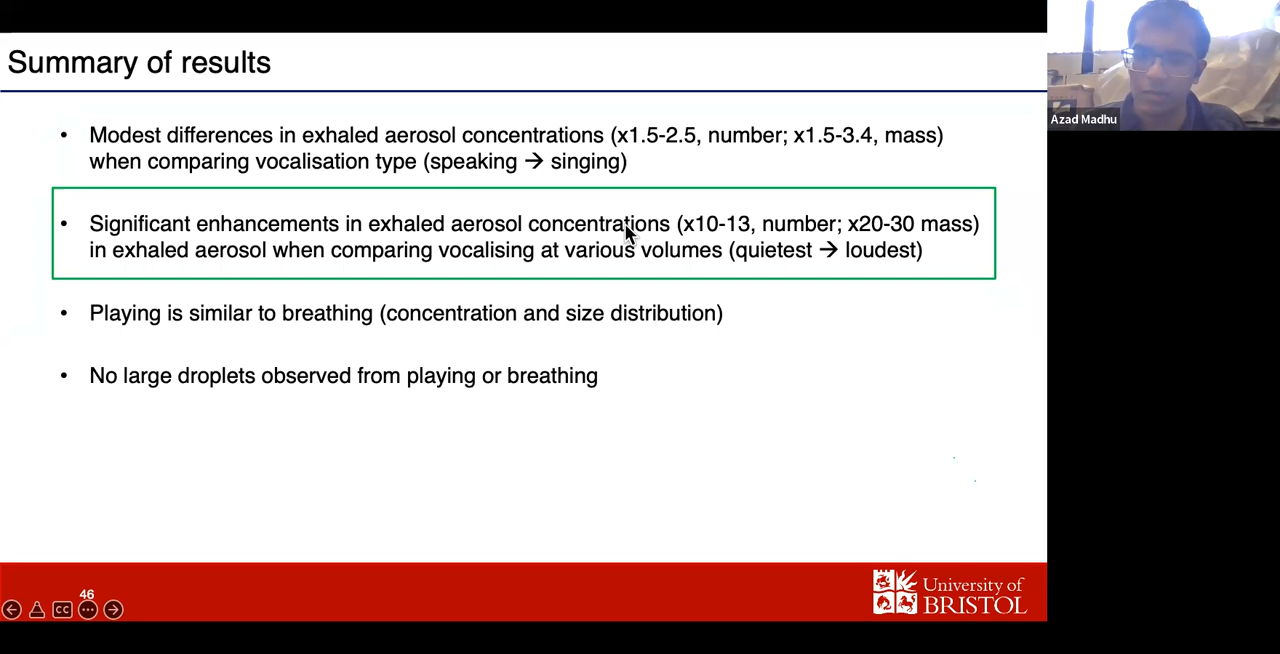 Summary of results
Azad Madhu
• Modest differences in exhaled aerosol concentrations (x1.5-2.5, number; x1.5-3.4, mass)
when comparing vocalisation type (speaking → singing)
• Significant enhancements in exhaled aerosol concentrations (x10-13, number; x20-30 mass)
in exhaled aerosol when comparing vocalising at various volumes (quietest → loudest)
• Playing is similar to breathing (concentration and size distribution)
• No large droplets observed from playing or breathing
46
CC
University of
BRISTOL